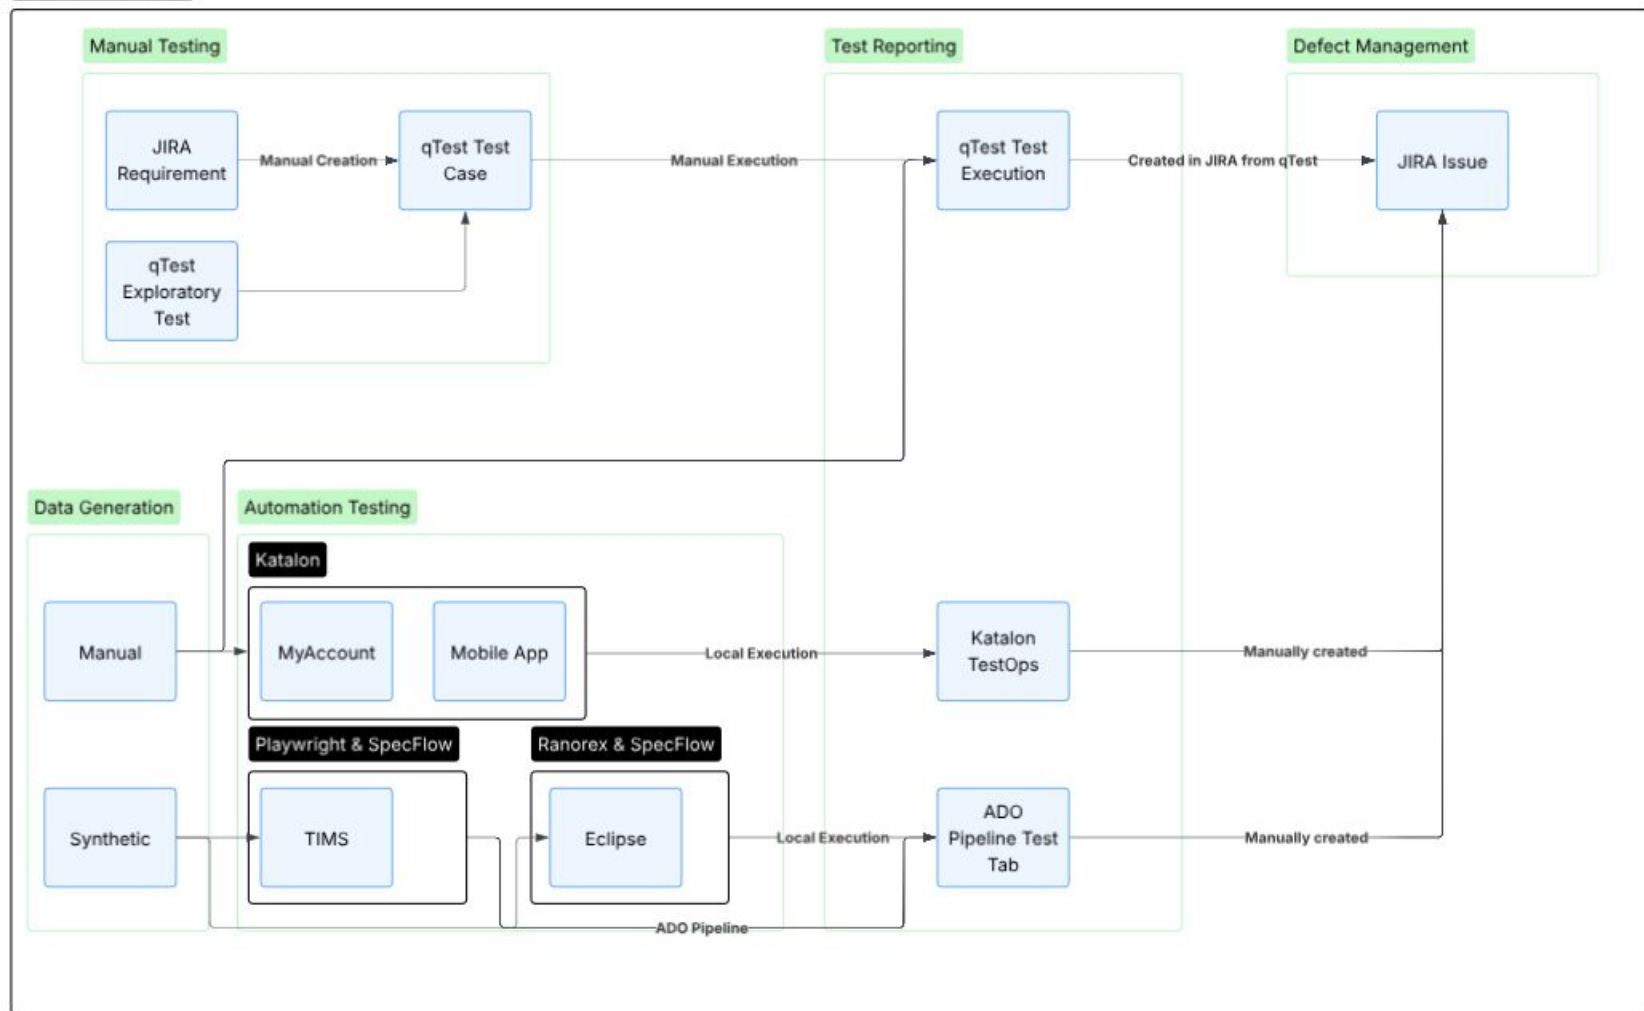 Manual Testing
Test Reporting
Defect Management
JIRA
Requirement
Manual Creation
qTest Test
Case
Manual Execution
qTest Test
Execution
Created in JIRA from qTest
JIRA Issue
qTest
Exploratory
Test
Data Generation
Automation Testing
Katalon
Manual
MyAccount
Mobile App
Local Execution
Katalon
TestOps
Manually created
Playwright & SpecFlow
Ranorex & SpecFlow
Synthetic
TIMS
Eclipse
Local Execution
ADO
Pipeline Test
Tab
Manually created
ADO Pipeline